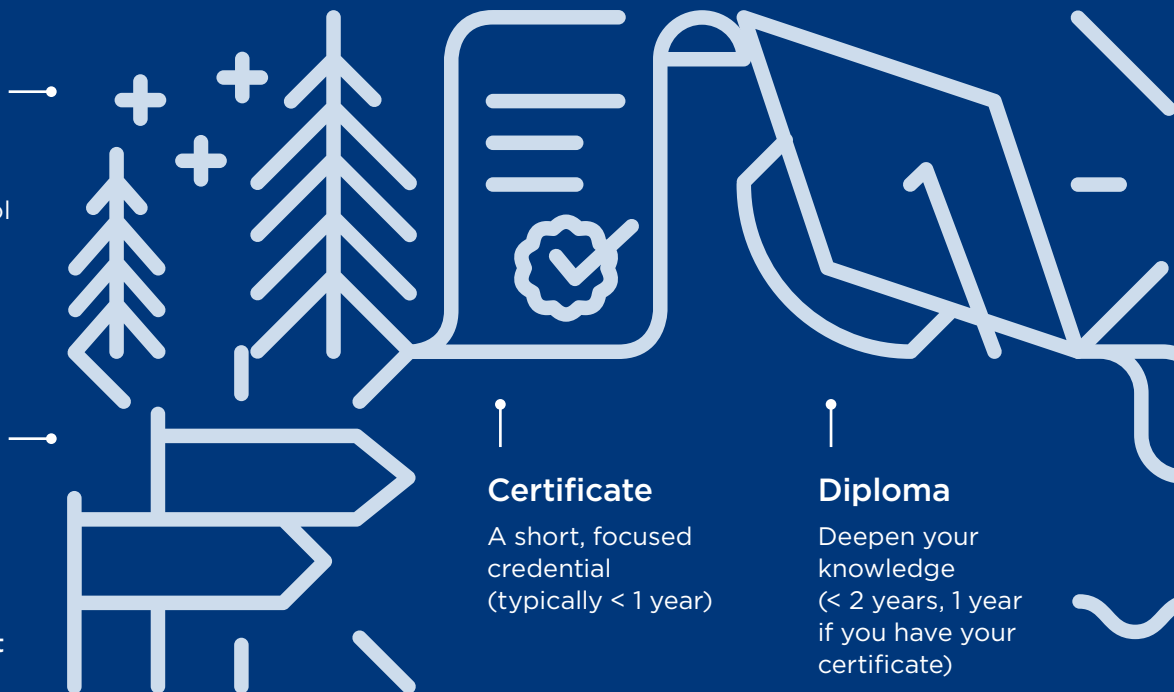 Certificate
A short, focused
credential
(typically < 1 year)
Diploma
Deepen your
knowledge
(< 2 years, 1 year
if you have your
certificate)